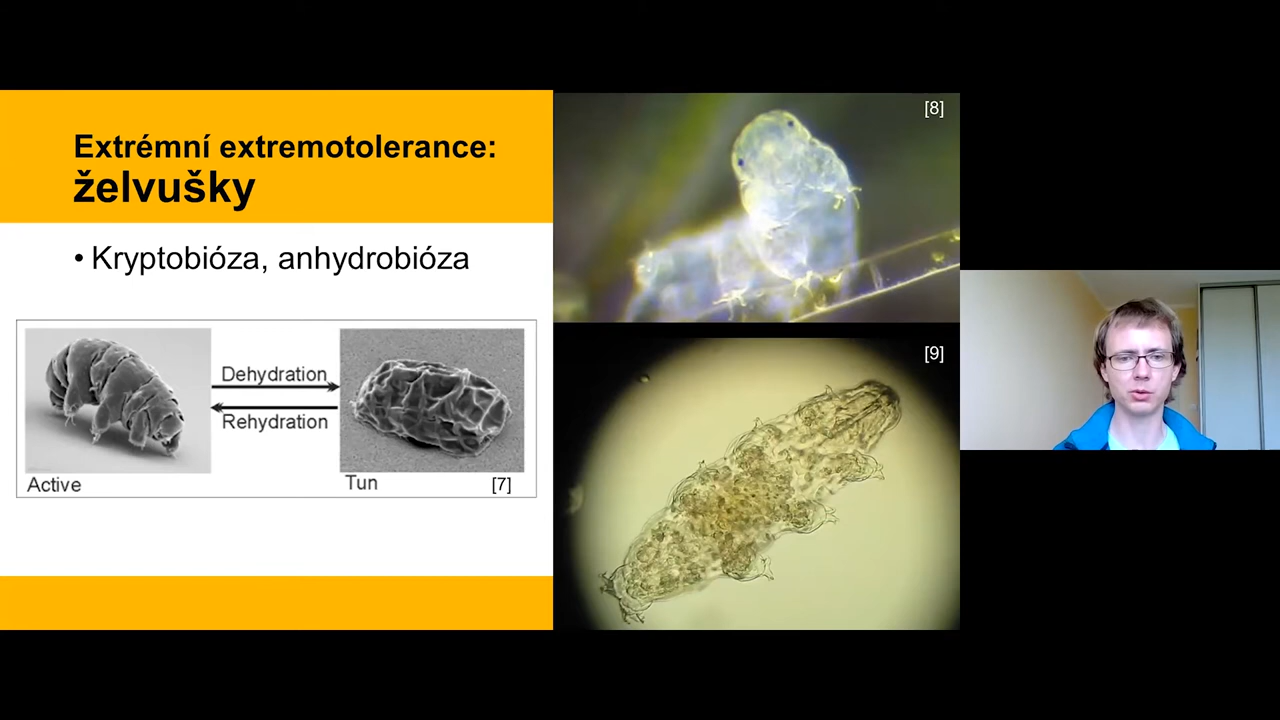 Extrémní extremotolerance:
želvušky
• Kryptobióza, anhydrobióza
Dehydration
Rehydration
Active
Tun
[7]
[8]
[9]